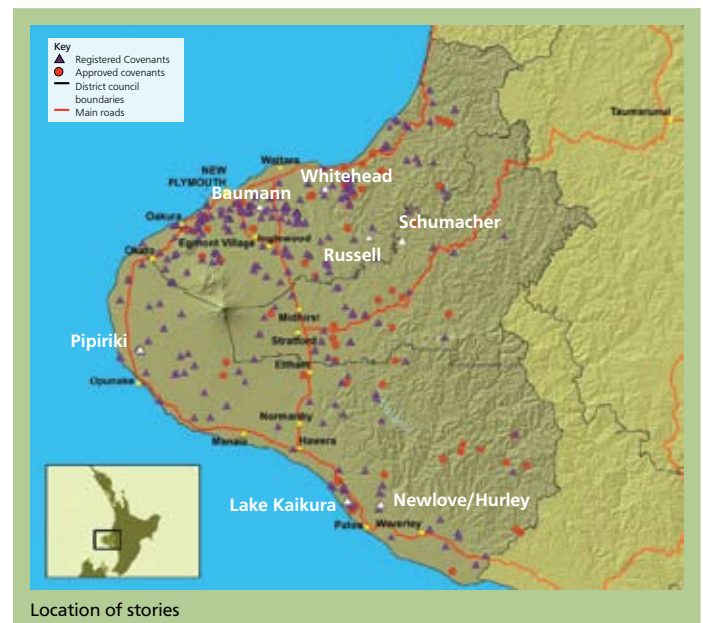 Key
Registered Covenants
Approved covenants
District council
boundaries
Main roads
Taumarunui
Waitara
NEW
PLYMOUTH
Whitehead
Baumann
Oakura
Schumacher
Egmont Village
Inglewood
Okato
Russell
Midhirst
Pipiriki
Stratford
Eltham
Opunake
Normanby
Manaia
Hawera
Lake Kaikura
Newlove/Hurley
Patea
Waverley
Location of stories